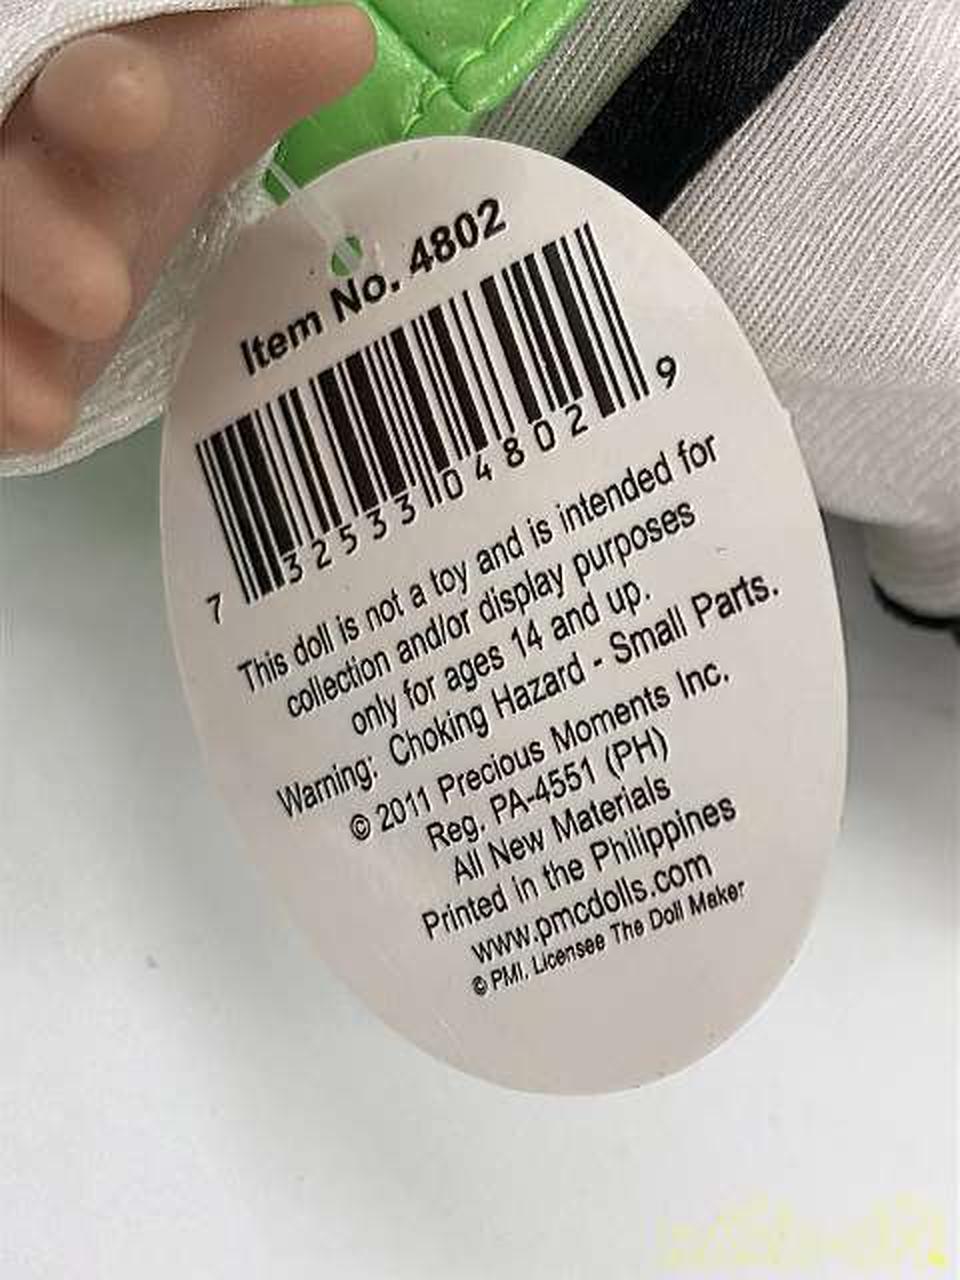 Item No. 4802
7 32533 04802 9
This doll is not a toy and is intended for
collection and/or display purposes
only for ages 14 and up.
Warning: Choking Hazard - Small Parts.
© 2011 Precious Moments Inc.
Reg. PA-4551 (PH)
All New Materials
Printed in the Philippines
www.pmcdolls.com
© PMI. Licensee The Doll Maker